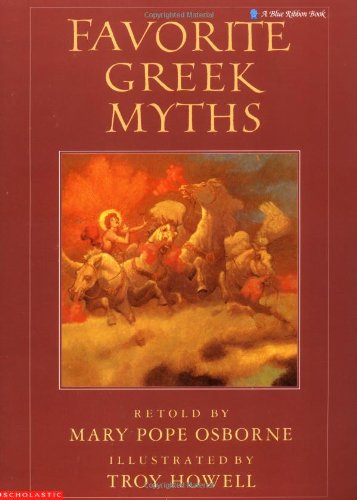 A Blue Ribbon Book
FAVORITE
GREEK
MYTHS
RETOLD BY
MARY POPE OSBORNE
ILLUSTRATED BY
TROY HOWELL
SCHOLASTIC